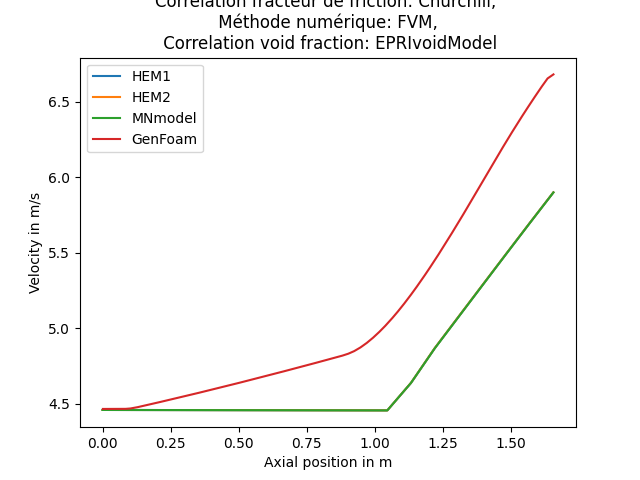 Correlation fracteur de friction: Churchill,
Méthode numérique: FVM,
Correlation void fraction: EPRIvoidModel
HEM1
HEM2
MNmodel
GenFoam
6.5
6.0
5.5
5.0
4.5
Velocity in m/s
0.00 0.25 0.50 0.75 1.00 1.25 1.50
Axial position in m